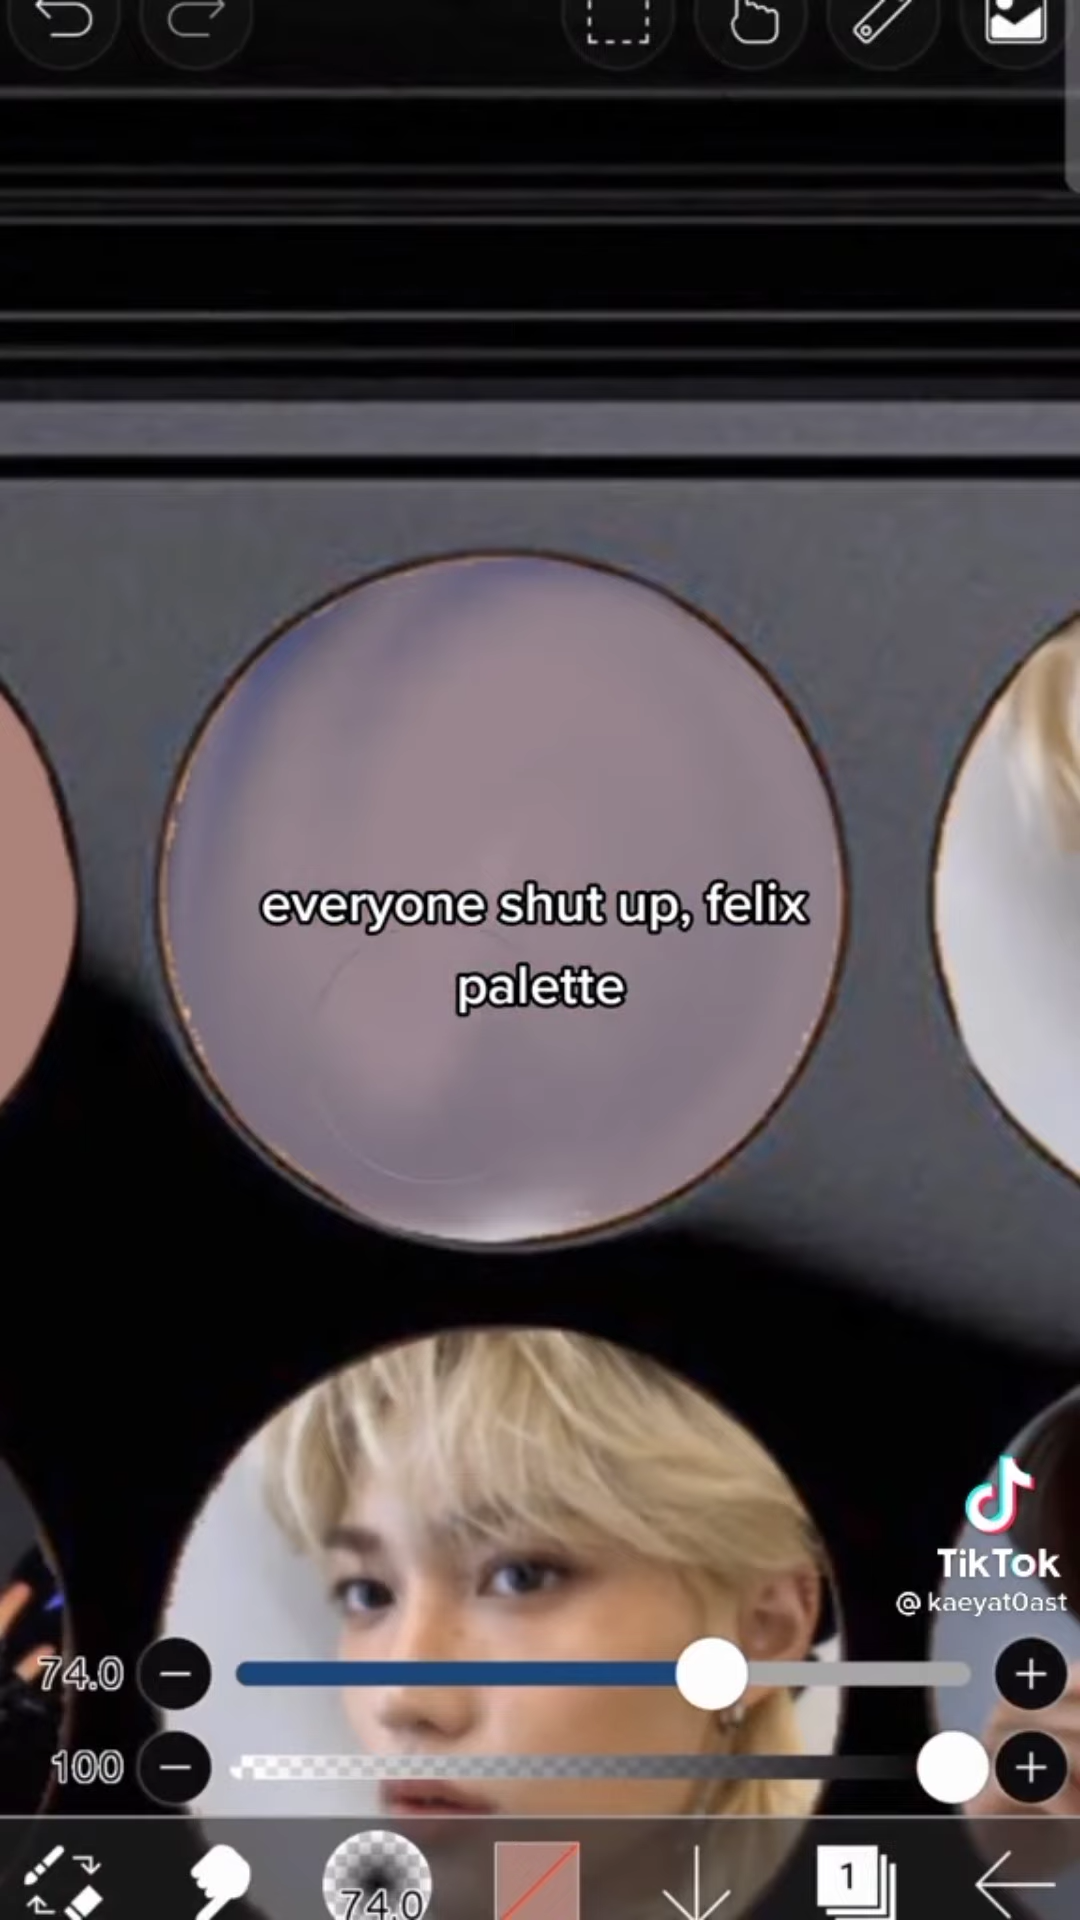 everyone shut up, felix
palette
TikTok
@kaeyat0ast
74.0
100
74.0
1